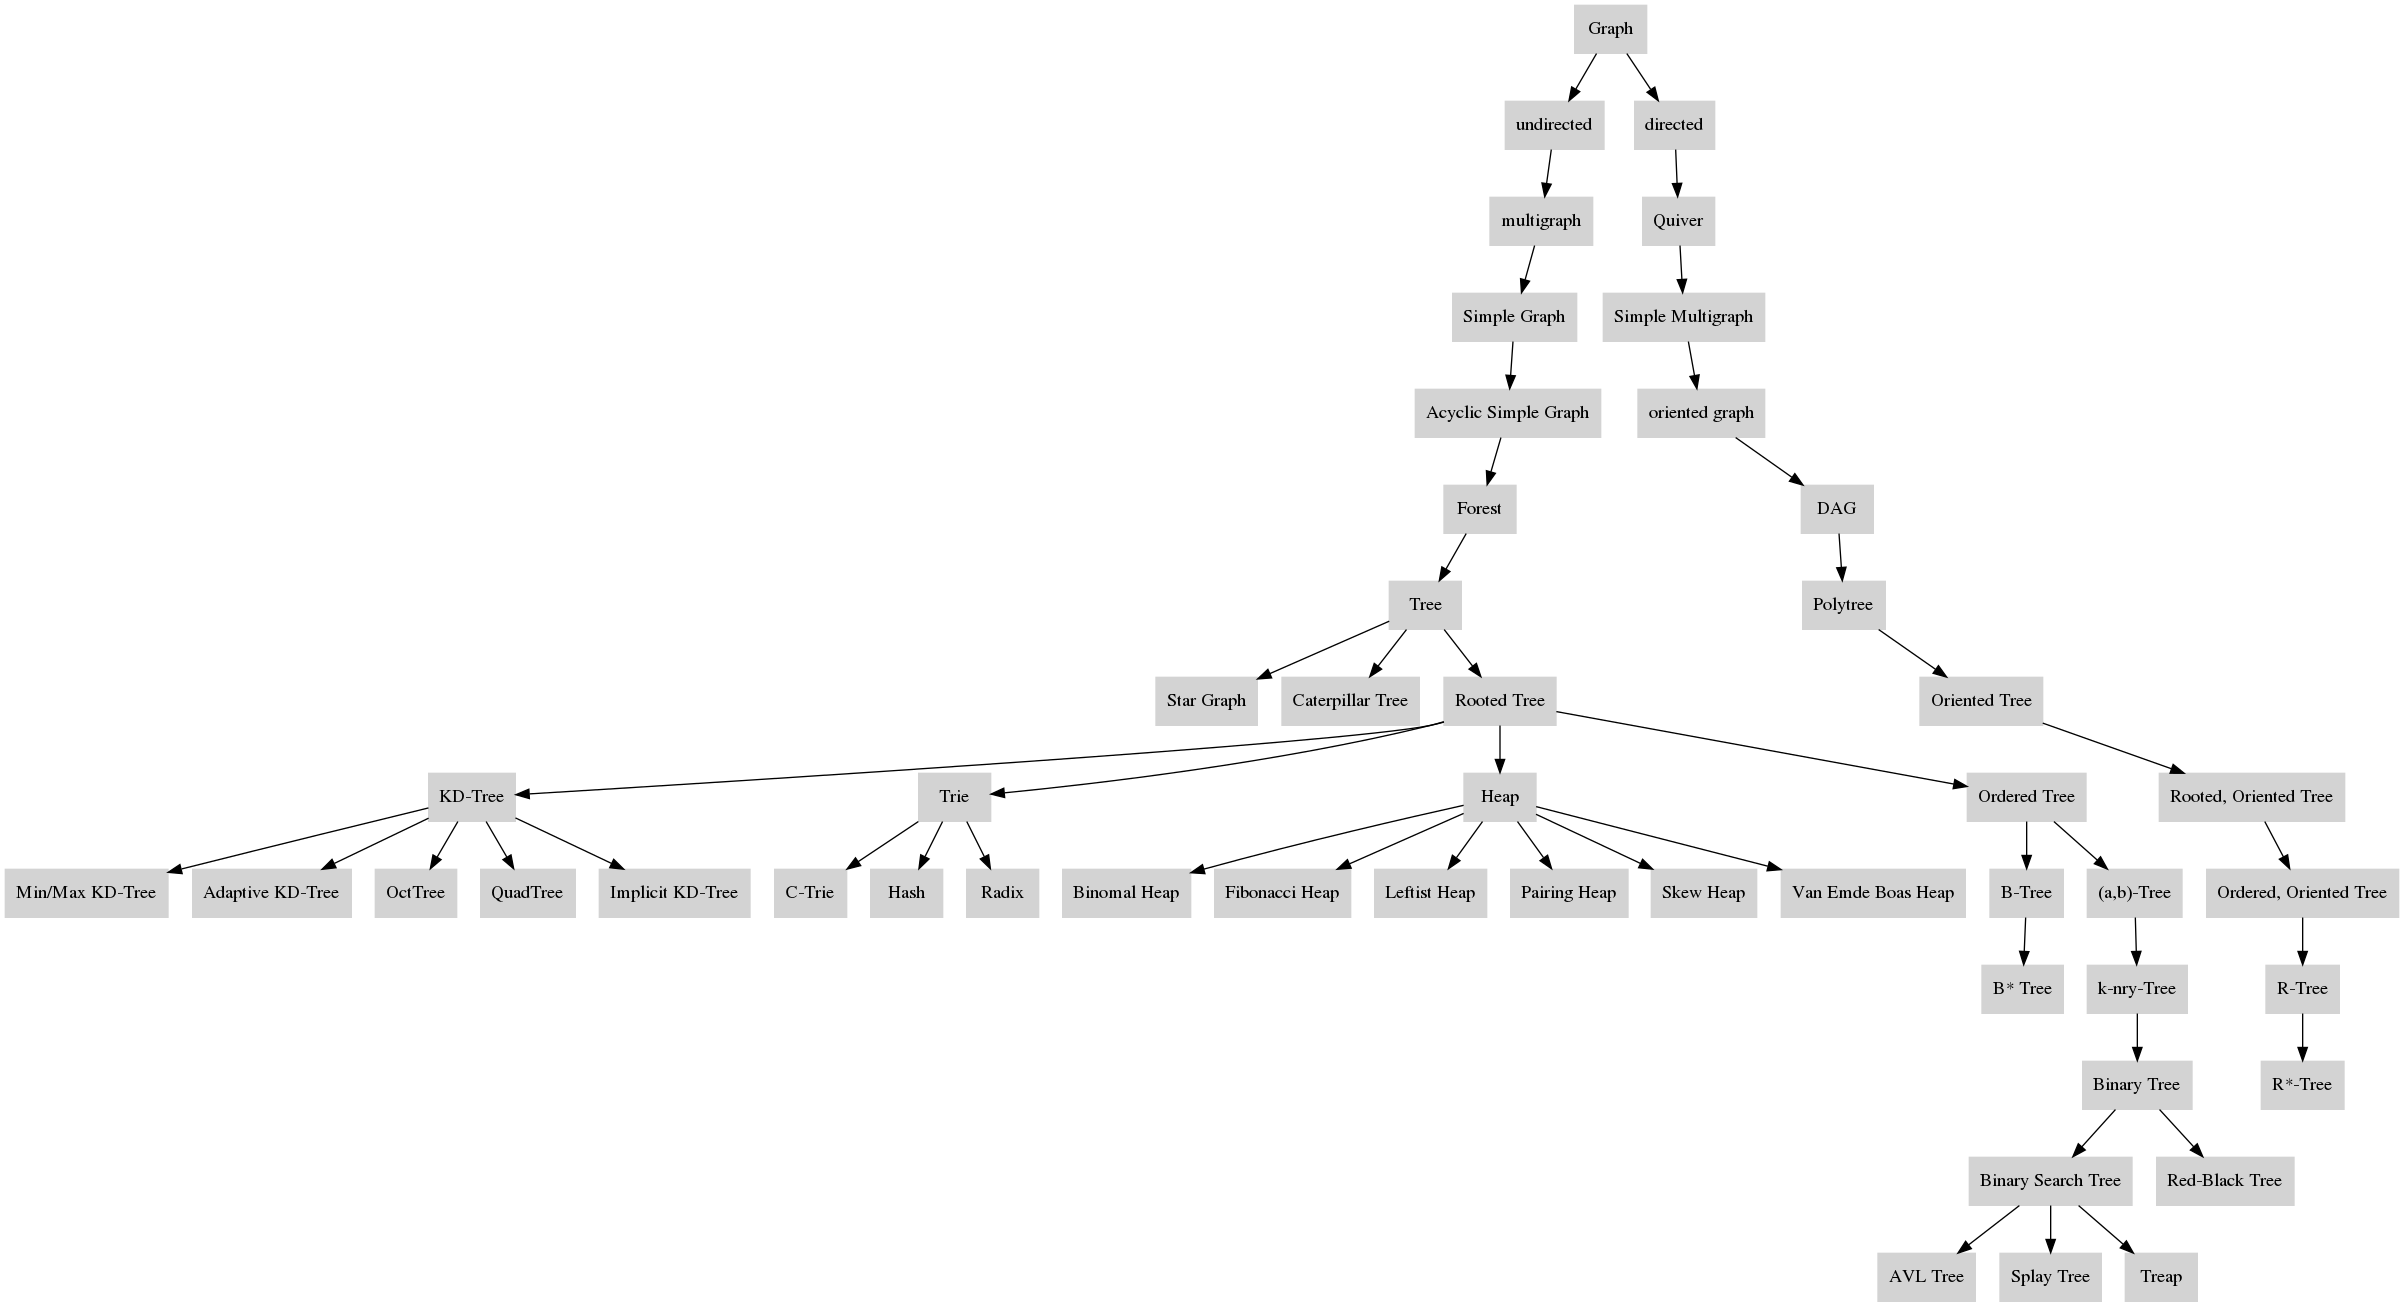 Graph
undirected
directed
multigraph
Quiver
Simple Graph
Simple Multigraph
Acyclic Simple Graph
oriented graph
Forest
DAG
Tree
Polytree
Star Graph
Caterpillar Tree
Rooted Tree
Oriented Tree
KD-Tree
Trie
Heap
Ordered Tree
Rooted, Oriented Tree
Min/Max KD-Tree
Adaptive KD-Tree
OctTree
QuadTree
Implicit KD-Tree
C-Trie
Hash
Radix
Binomal Heap
Fibonacci Heap
Leftist Heap
Pairing Heap
Skew Heap
Van Emde Boas Heap
B-Tree
(a,b)-Tree
Ordered, Oriented Tree
B* Tree
k-nry-Tree
R-Tree
Binary Tree
R*-Tree
Binary Search Tree
Red-Black Tree
AVL Tree
Splay Tree
Treap